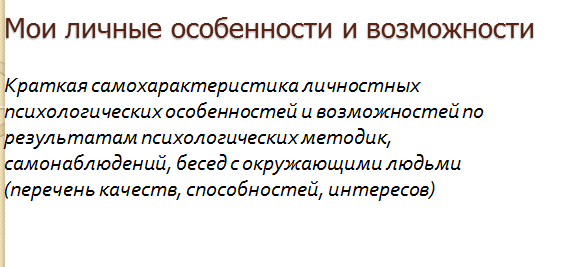 Мои личные особенности и возможности
Краткая самохарактеристика личностных
психологических особенностей и возможностей по
результатам психологических методик,
самонаблюдений, бесед с окружающими людьми
(перечень качеств, способностей, интересов)